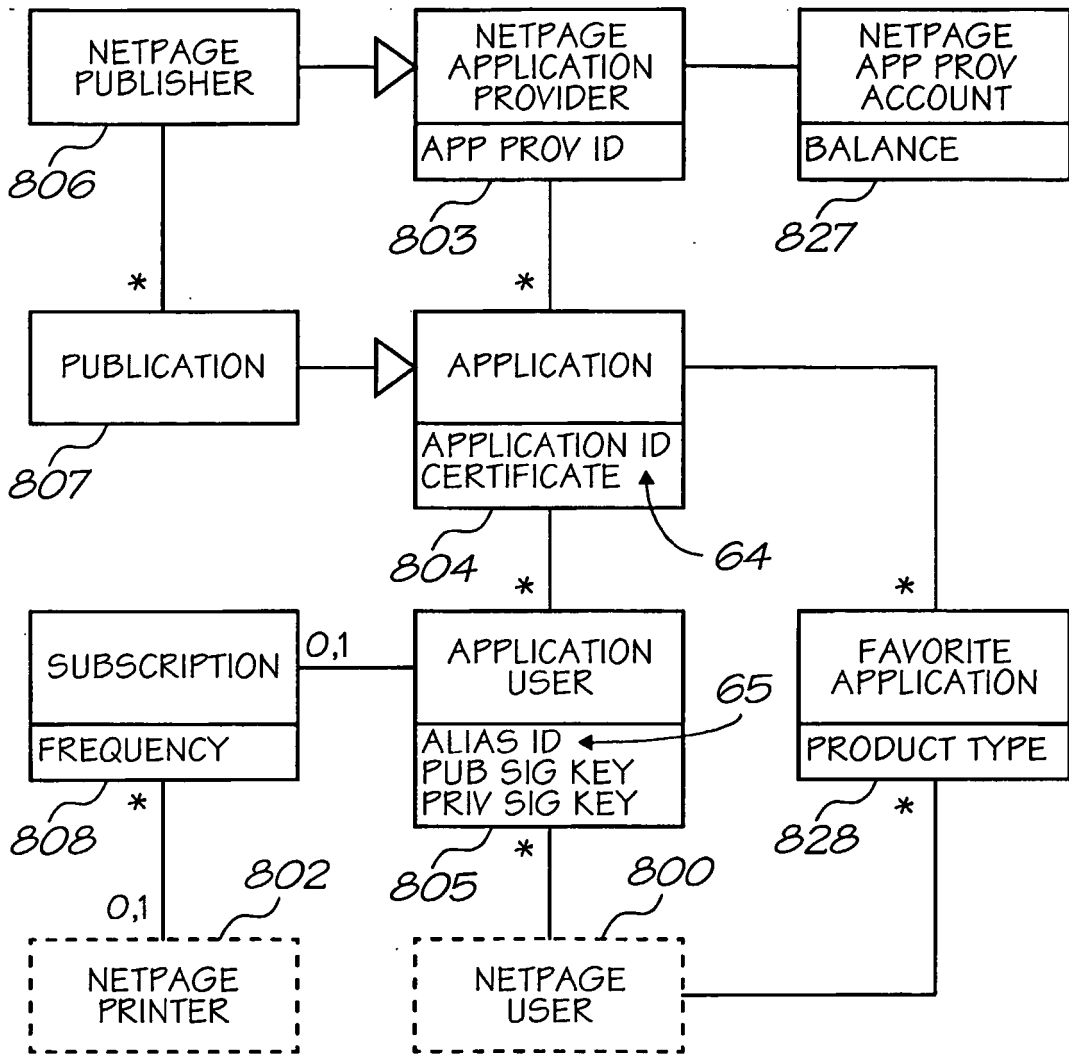 NETPAGE
PUBLISHER
806
NETPAGE
APPLICATION
PROVIDER
APP PROV ID
803
NETPAGE
APP PROV
ACCOUNT
BALANCE
827
*
*
PUBLICATION
807
APPLICATION
APPLICATION ID
CERTIFICATE
804
64
*
*
SUBSCRIPTION
FREQUENCY
808
0,1
APPLICATION
USER
ALIAS ID
PUB SIG KEY
PRIV SIG KEY
805
65
FAVORITE
APPLICATION
PRODUCT TYPE
828
*
*
*
0,1
802
NETPAGE
PRINTER
800
NETPAGE
USER